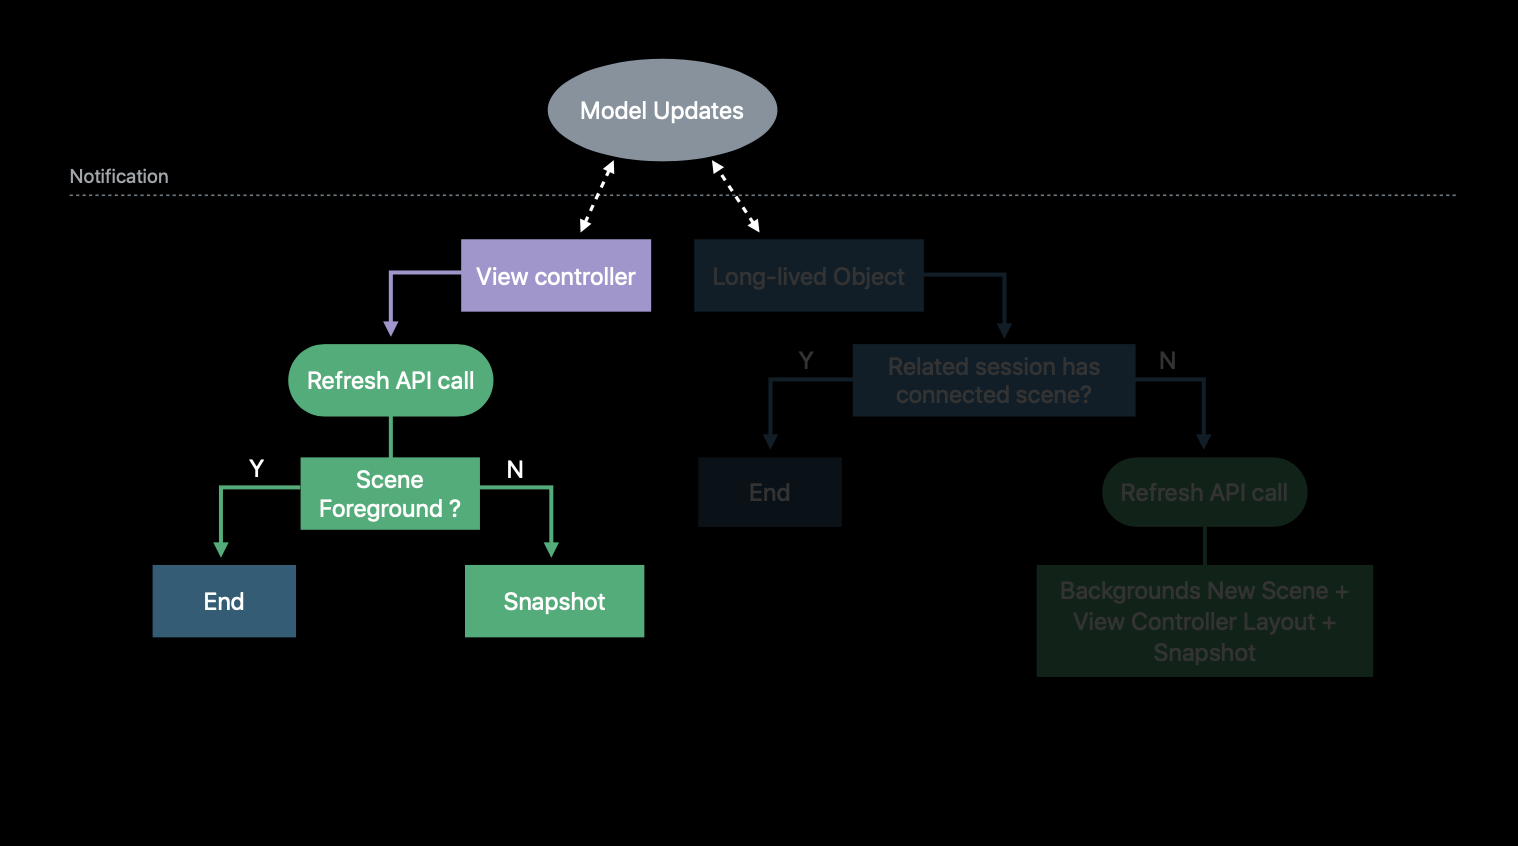 Model Updates
Notification
View controller
Long-lived Object
Refresh API call
Y
Related session has
connected scene?
N
Y
Scene
Foreground ?
N
End
Refresh API call
End
Snapshot
Backgrounds New Scene +
View Controller Layout +
Snapshot